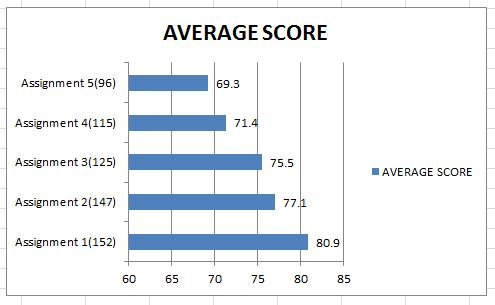 AVERAGE SCORE
Assignment 5(96) 69.3
Assignment 4(115) 71.4
Assignment 3(125) 75.5
AVERAGE SCORE
Assignment 2(147) 77.1
Assignment 1(152) 80.9
60 65 70 75 80 85